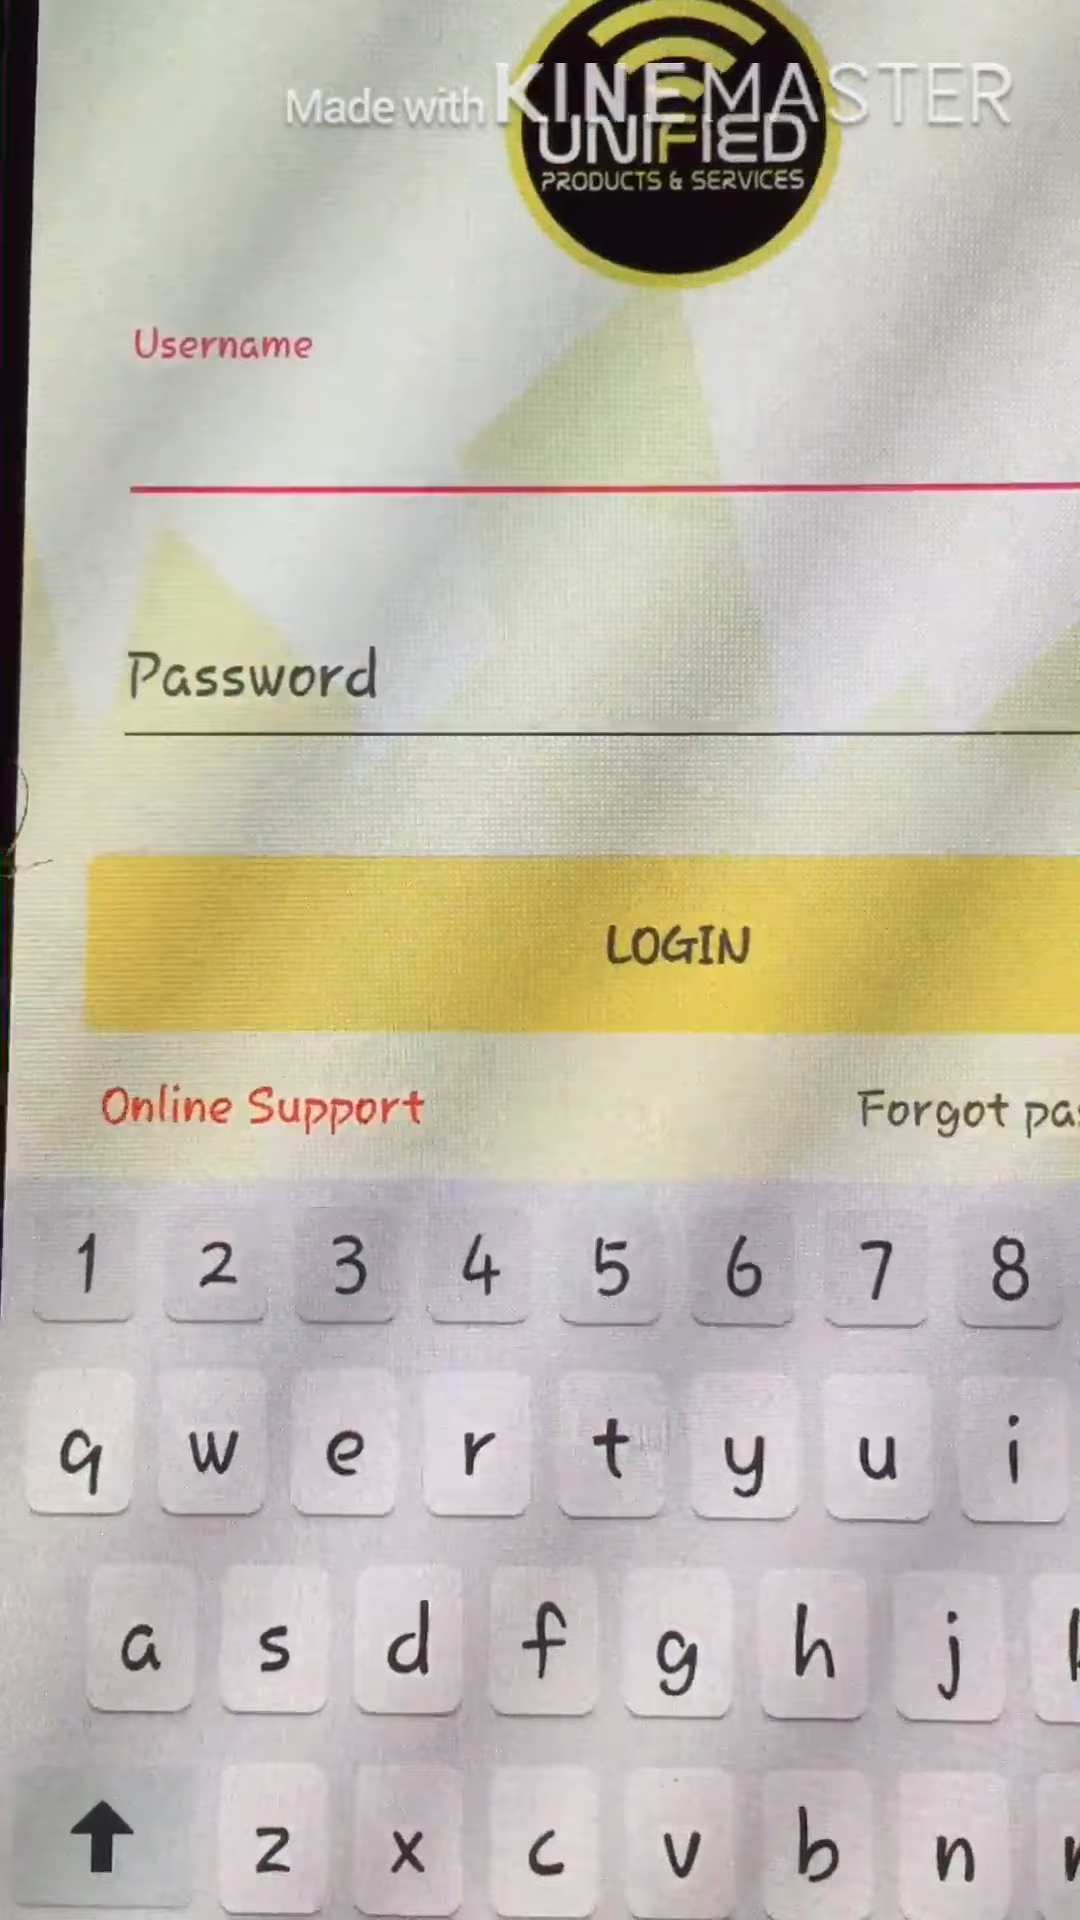 Made with KINEMASTER
UNIFIED
PRODUCTS & SERVICES
Username
Password
LOGIN
Online Support
Forgot
1 2 3 4 5 6 7 8
q w e r t y u i
a s d f g h j
z x c v b n